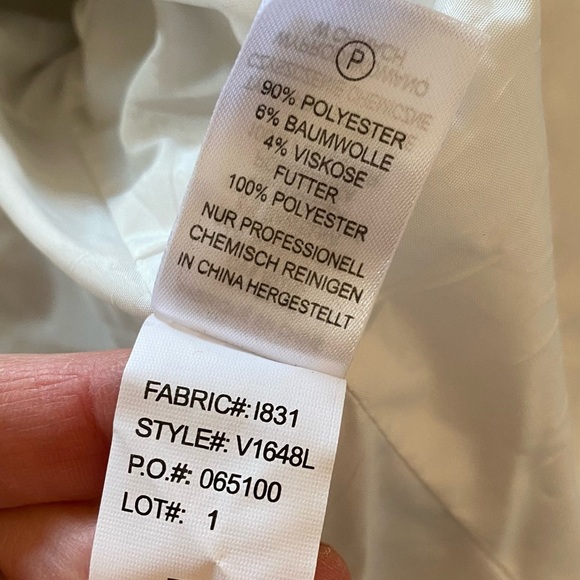 P
90% POLYESTER
6% BAUMWOLLE
4% VISKOSE
FUTTER
100% POLYESTER
NUR PROFESSIONELL
CHEMISCH REINIGEN
IN CHINA HERGESTELLT
FABRIC#: I831
STYLE#: V1648L
P.O.#: 065100
LOT#: 1